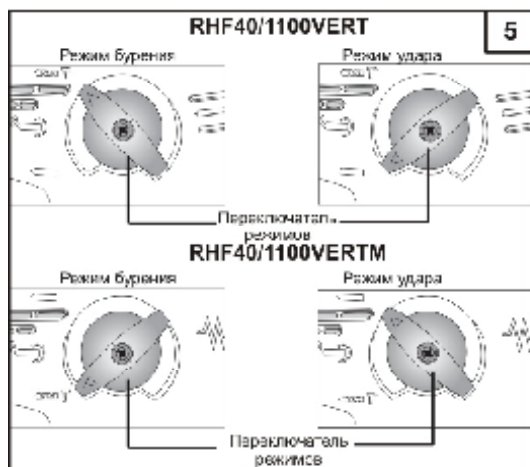 RHF40/1100VERT
5
Режим бурения
Режим удара
Переключатель
режимов
RHF40/1100VERTM
Режим бурения
Режим удара
Переключатель
режимов